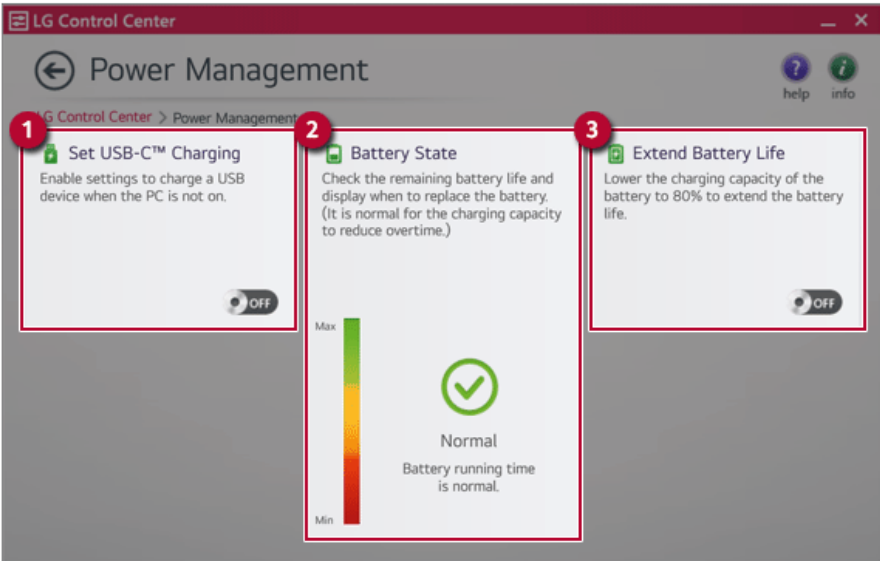 LG Control Center
Power Management
help
info
LG Control Center > Power Management
1
Set USB-C™ Charging
Enable settings to charge a USB
device when the PC is not on.
OFF
2
Battery State
Check the remaining battery life and
display when to replace the battery.
(It is normal for the charging capacity
to reduce overtime.)
Max
Min
Normal
Battery running time
is normal.
3
Extend Battery Life
Lower the charging capacity of the
battery to 80% to extend the battery
life.
OFF